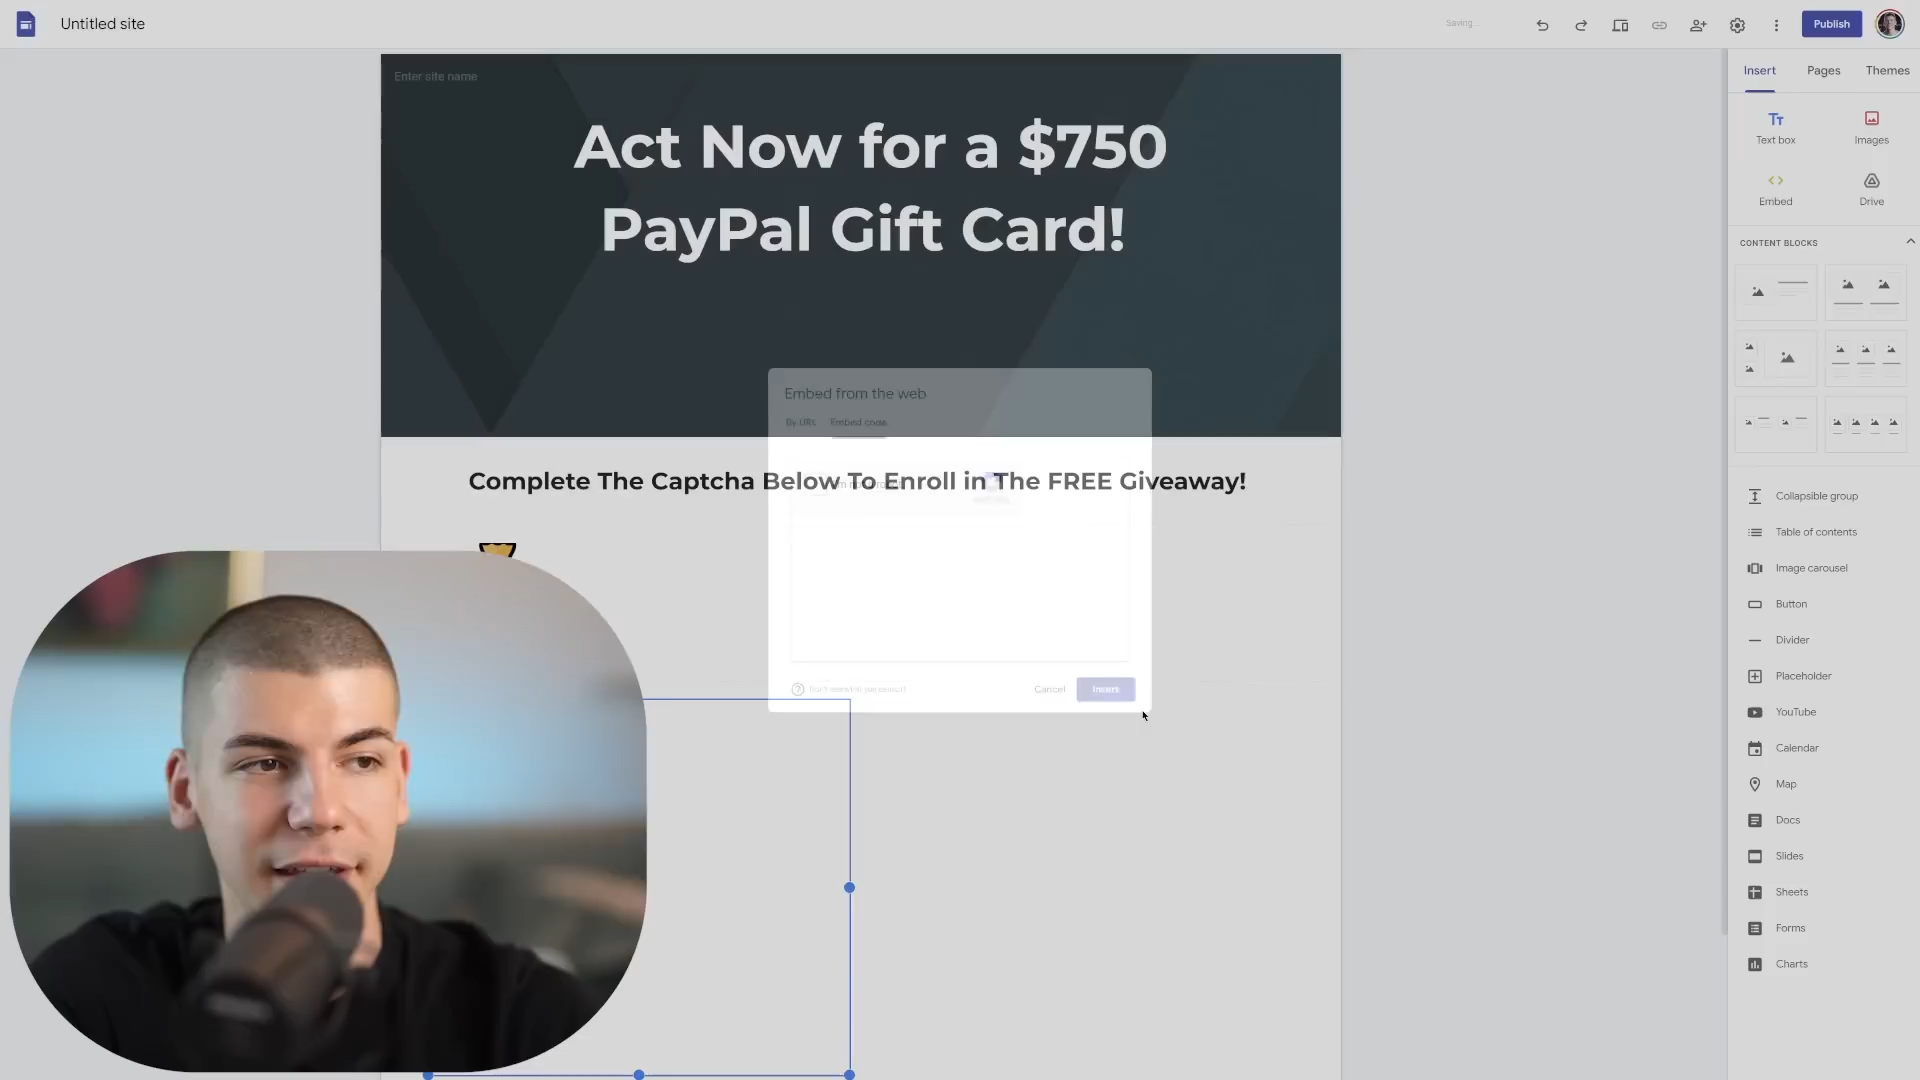 Untitled site
Saving...
Publish
Enter site name
Act Now for a $750
PayPal Gift Card!
Embed from the web
By URL Embed code
Complete The Captcha Below To Enroll in The FREE Giveaway!
Cancel Insert
Insert Pages Themes
Text box Images
Embed Drive
CONTENT BLOCKS
Collapsible group
Table of contents
Image carousel
Button
Divider
Placeholder
YouTube
Calendar
Map
Docs
Slides
Sheets
Forms
Charts